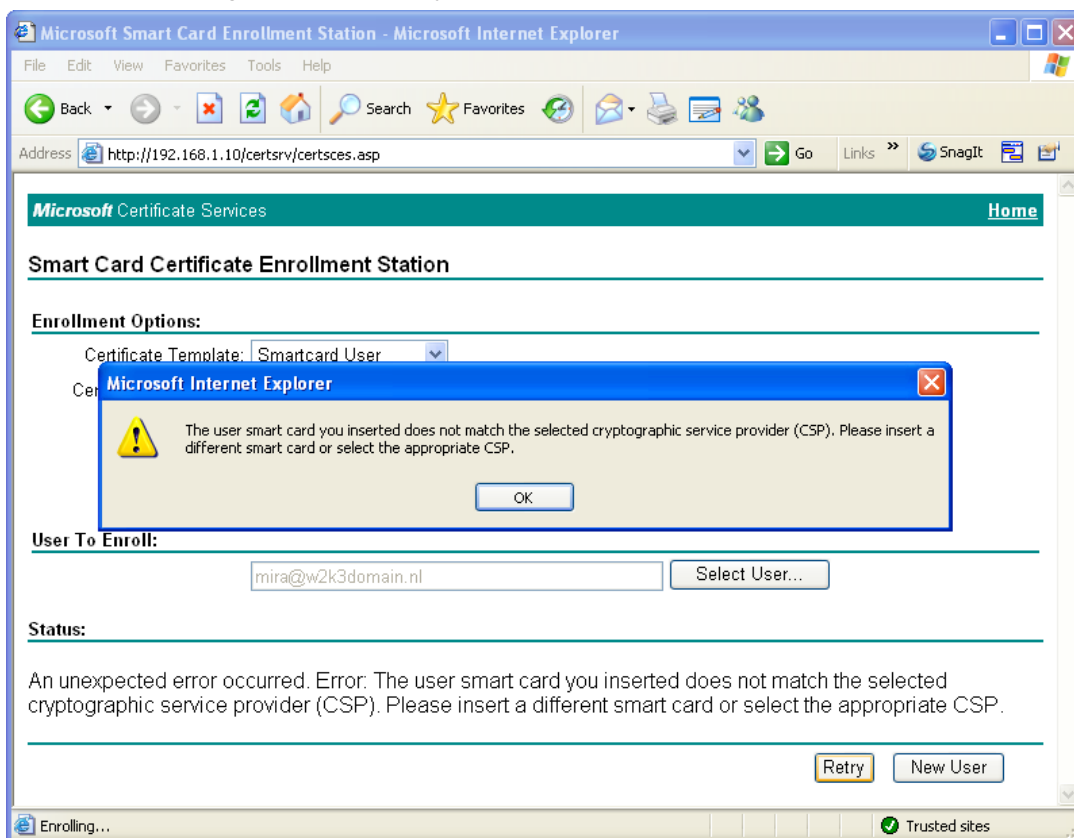 Microsoft Smart Card Enrollment Station - Microsoft Internet Explorer
File Edit View Favorites Tools Help
Back Search Favorites
Address http://192.168.1.10/certsrv/certsces.asp Go Links » SnagIt
Microsoft Certificate Services Home
Smart Card Certificate Enrollment Station
Enrollment Options:
Certificate Template: Smartcard User
Cer
Microsoft Internet Explorer
The user smart card you inserted does not match the selected cryptographic service provider (CSP). Please insert a
different smart card or select the appropriate CSP.
OK
User To Enroll:
mira@w2k3domain.nl Select User...
Status:
An unexpected error occurred. Error: The user smart card you inserted does not match the selected
cryptographic service provider (CSP). Please insert a different smart card or select the appropriate CSP.
Retry New User
Enrolling... Trusted sites